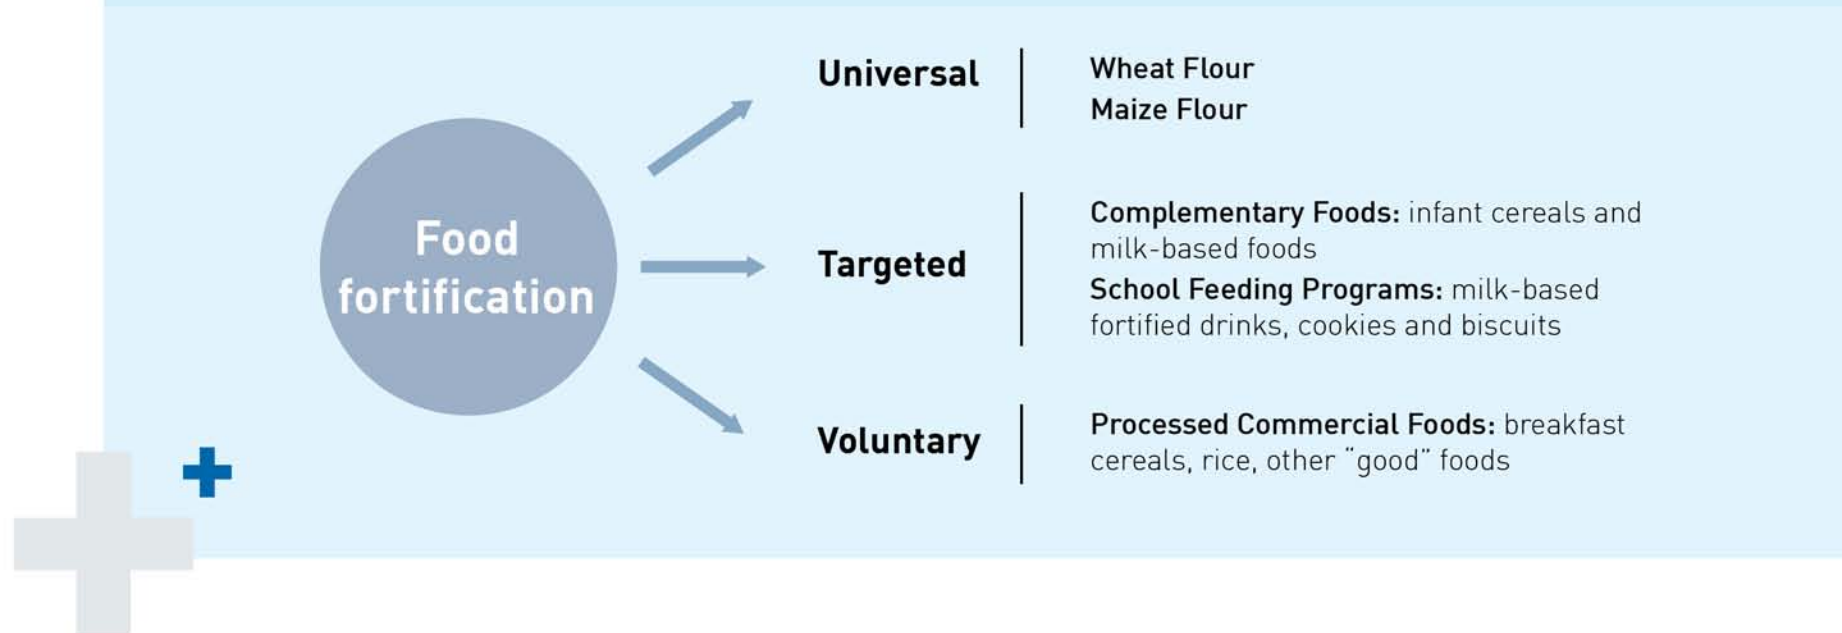 Food
fortification
Universal
Wheat Flour
Maize Flour
Targeted
Complementary Foods: infant cereals and
milk-based foods
School Feeding Programs: milk-based
fortified drinks, cookies and biscuits
Voluntary
Processed Commercial Foods: breakfast
cereals, rice, other “good” foods